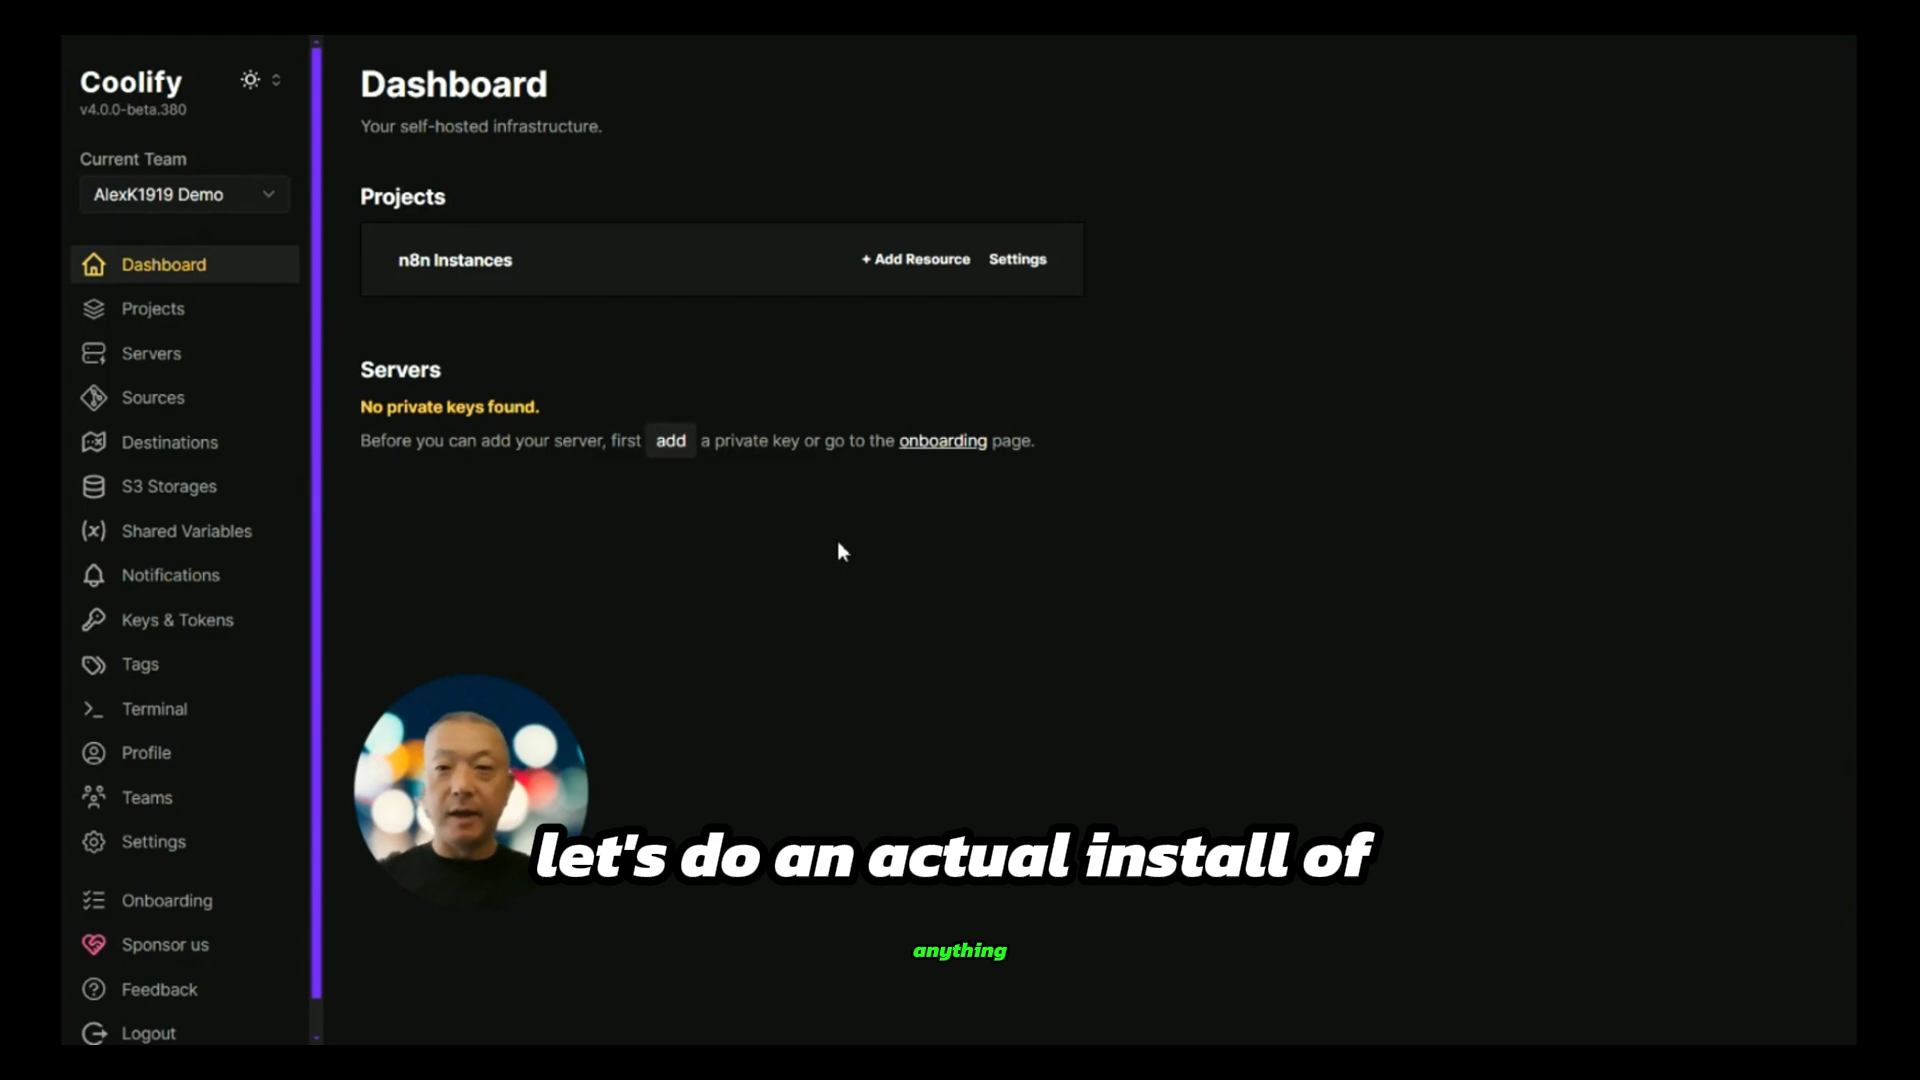 Coolify
v4.0.0-beta.380
Current Team
AlexK1919 Demo
Dashboard
Projects
Servers
Sources
Destinations
S3 Storages
Shared Variables
Notifications
Keys & Tokens
Tags
Terminal
Profile
Teams
Settings
Onboarding
Sponsor us
Feedback
Logout
Dashboard
Your self-hosted infrastructure.
Projects
n8n Instances + Add Resource Settings
Servers
No private keys found.
Before you can add your server, first add a private key or go to the onboarding page.
let's do an actual install of
anything